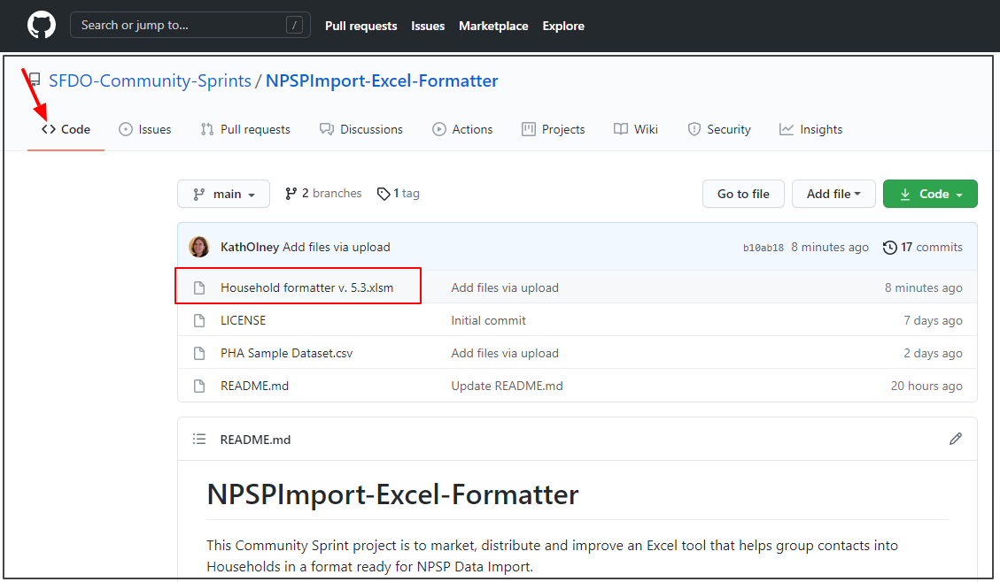 Search or jump to... / Pull requests Issues Marketplace Explore
SFDO-Community-Sprints / NPSPImport-Excel-Formatter
<> Code Issues Pull requests Discussions Actions Projects Wiki Security Insights
main 2 branches 1 tag Go to file Add file Code
KathOlney Add files via upload b10ab18 8 minutes ago 17 commits
Household formatter v. 5.3.xlsm Add files via upload 8 minutes ago
LICENSE Initial commit 7 days ago
PHA Sample Dataset.csv Add files via upload 2 days ago
README.md Update README.md 20 hours ago
README.md
NPSPImport-Excel-Formatter
This Community Sprint project is to market, distribute and improve an Excel tool that helps group contacts into
Households in a format ready for NPSP Data Import.